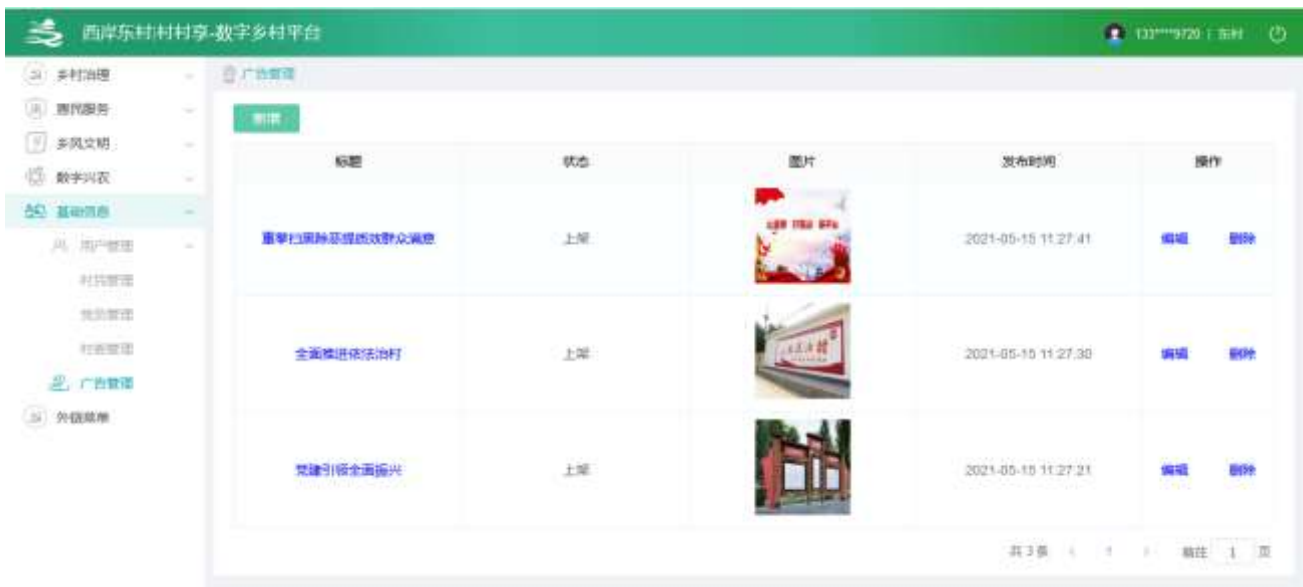 西岸东村|村村享-数字乡村平台
133****9720 | 东村
乡村治理
广告管理
惠民服务
新增
乡风文明
数字兴农
标题 状态 图片 发布时间 操作
基础信息
用户管理
重拳扫黑除恶提质效群众满意 上架 2021-05-15 11:27:41 编辑 删除
村民管理
党员管理
广告管理
全面推进依法治村 上架 2021-05-15 11:27:30 编辑 删除
外链菜单
党建引领全面振兴 上架 2021-05-15 11:27:21 编辑 删除
共 3 条 1 前往 1 页